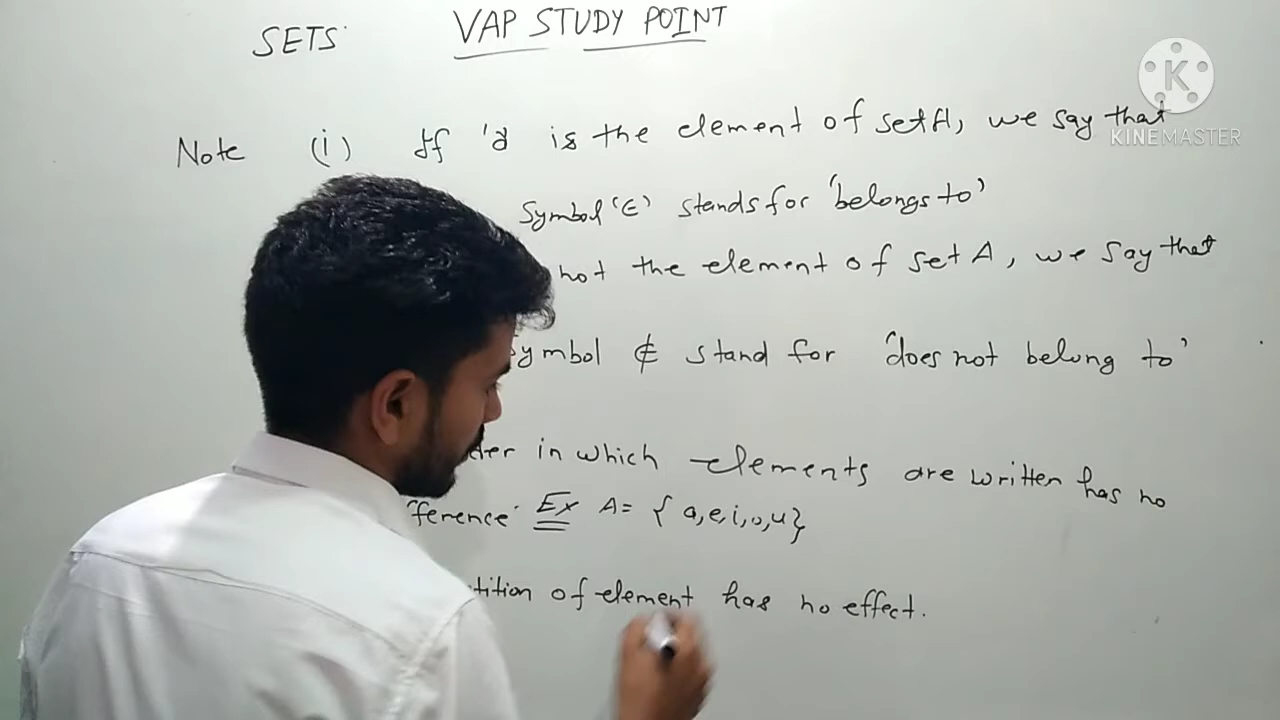 SETS VAP STUDY POINT
K
KINEMASTER
Note (i) If 'a is the element of set A, we say that
Symbol '∈' stands for 'belongs to'
not the element of set A, we say that
ymbol ∉ stand for 'does not belong to'
der in which elements are written has no
fference Ex A= { a,e,i,o,u}
tition of element has no effect.